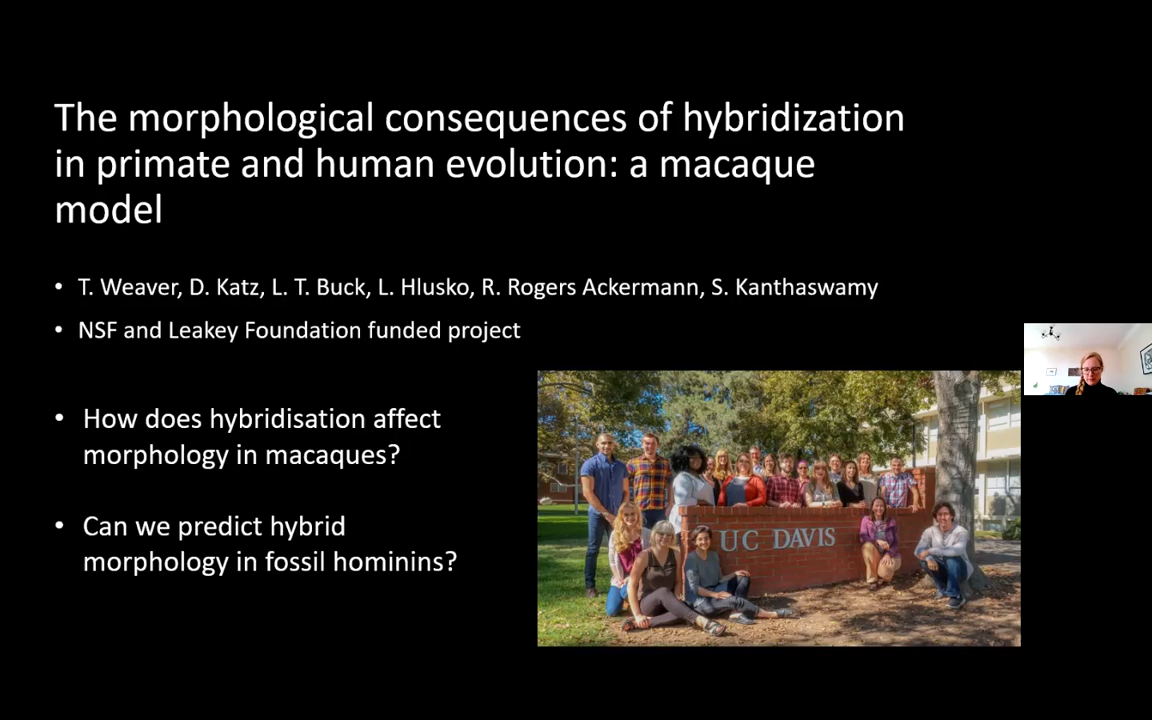 The morphological consequences of hybridization
in primate and human evolution: a macaque
model
• T. Weaver, D. Katz, L. T. Buck, L. Hlusko, R. Rogers Ackermann, S. Kanthaswamy
• NSF and Leakey Foundation funded project
• How does hybridisation affect
morphology in macaques?
• Can we predict hybrid
morphology in fossil hominins?
UC DAVIS